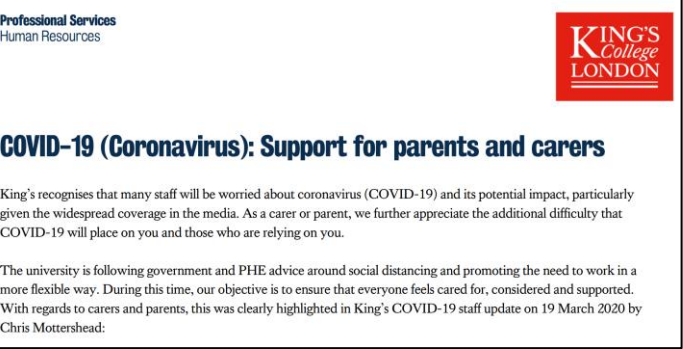 Professional Services
Human Resources
KING'S
College
LONDON
COVID-19 (Coronavirus): Support for parents and carers
King's recognises that many staff will be worried about coronavirus (COVID-19) and its potential impact, particularly
given the widespread coverage in the media. As a carer or parent, we further appreciate the additional difficulty that
COVID-19 will place on you and those who are relying on you.
The university is following government and PHE advice around social distancing and promoting the need to work in a
more flexible way. During this time, our objective is to ensure that everyone feels cared for, considered and supported.
With regards to carers and parents, this was clearly highlighted in King's COVID-19 staff update on 19 March 2020 by
Chris Mottershead: